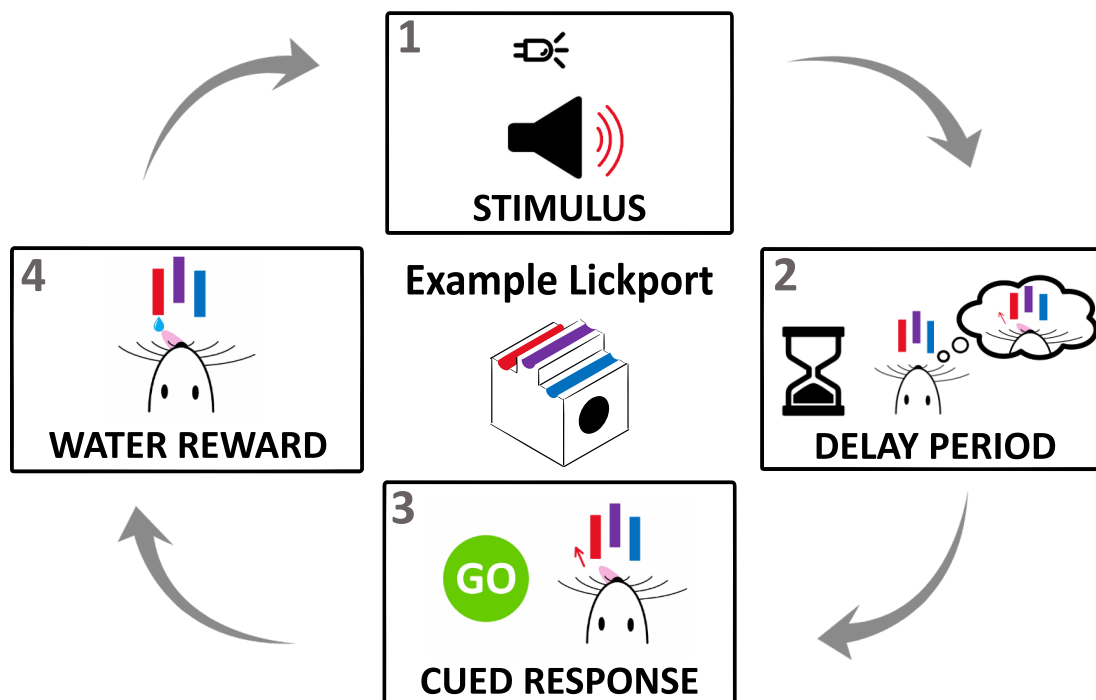 1
STIMULUS
2
DELAY PERIOD
3
GO
CUED RESPONSE
4
WATER REWARD
Example Lickport